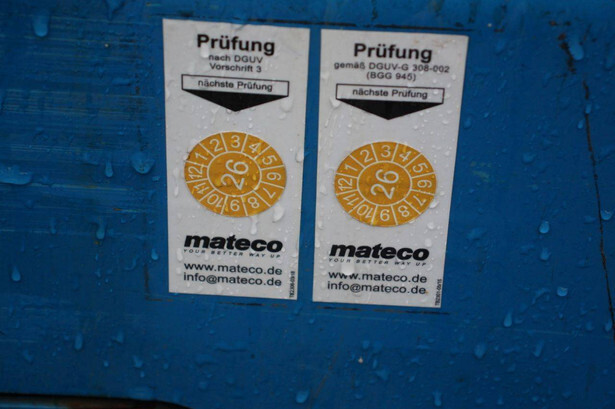 Prüfung
nach DGUV
Vorschrift 3
nächste Prüfung
1 2 3 4 5 6 7 8 9 10 11 12
26
mateco
YOUR BETTER WAY UP
www.mateco.de
info@mateco.de
Prüfung
gemäß DGUV-G 308-002
(BGG 945)
nächste Prüfung
1 2 3 4 5 6 7 8 9 10 11 12
26
mateco
YOUR BETTER WAY UP
www.mateco.de
info@mateco.de